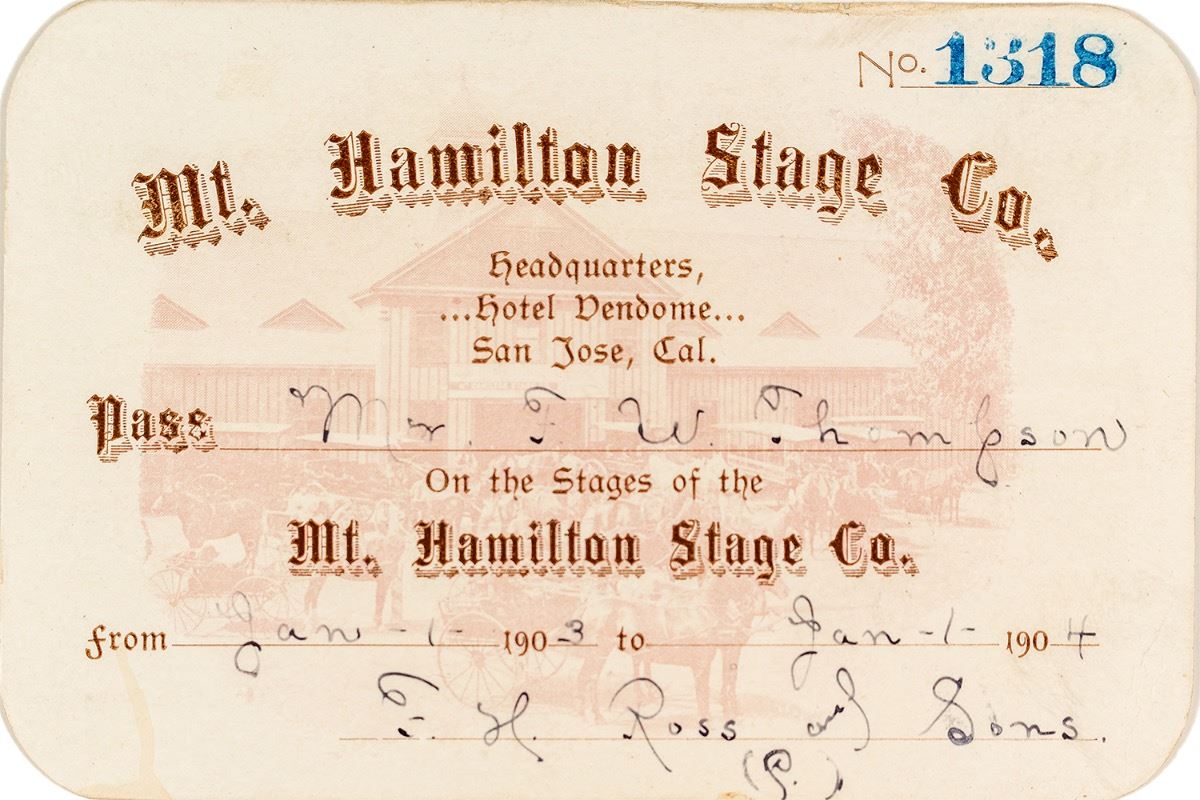 No. 1318
Mt. Hamilton Stage Co.
Headquarters,
...Hotel Vendome...
San Jose, Cal.
Pass Mr. F. W. Thompson
On the Stages of the
Mt. Hamilton Stage Co.
From Jan -1- 1903 to Jan -1- 1904
F. H. Ross and Sons.
(P.)